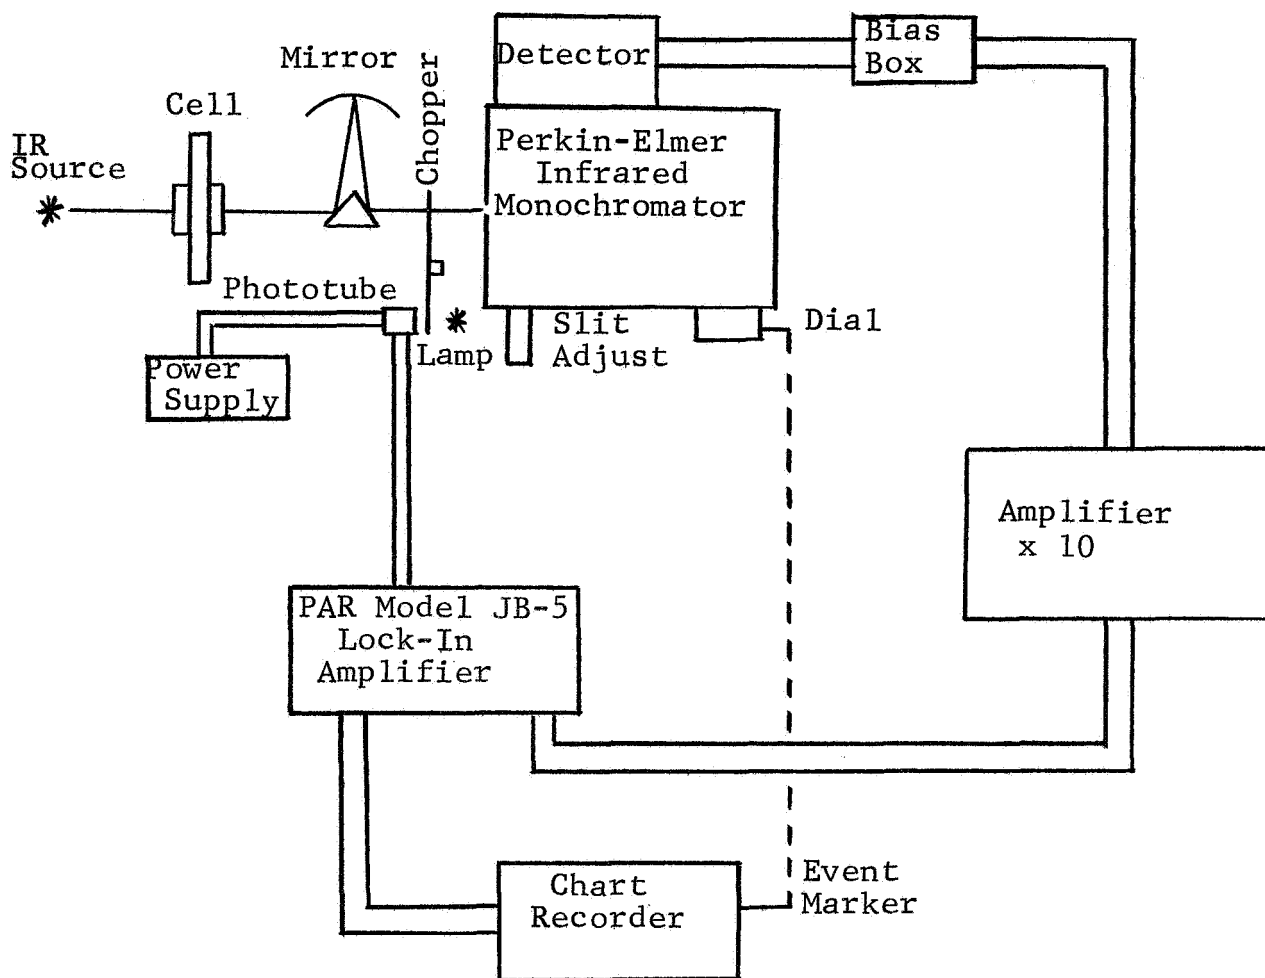 Mirror
Chopper
Detector
Bias
Box
Cell
IR
Source
Perkin-Elmer
Infrared
Monochromator
Phototube
Lamp
Slit
Adjust
Dial
Power
Supply
Amplifier
x 10
PAR Model JB-5
Lock-In
Amplifier
Chart
Recorder
Event
Marker